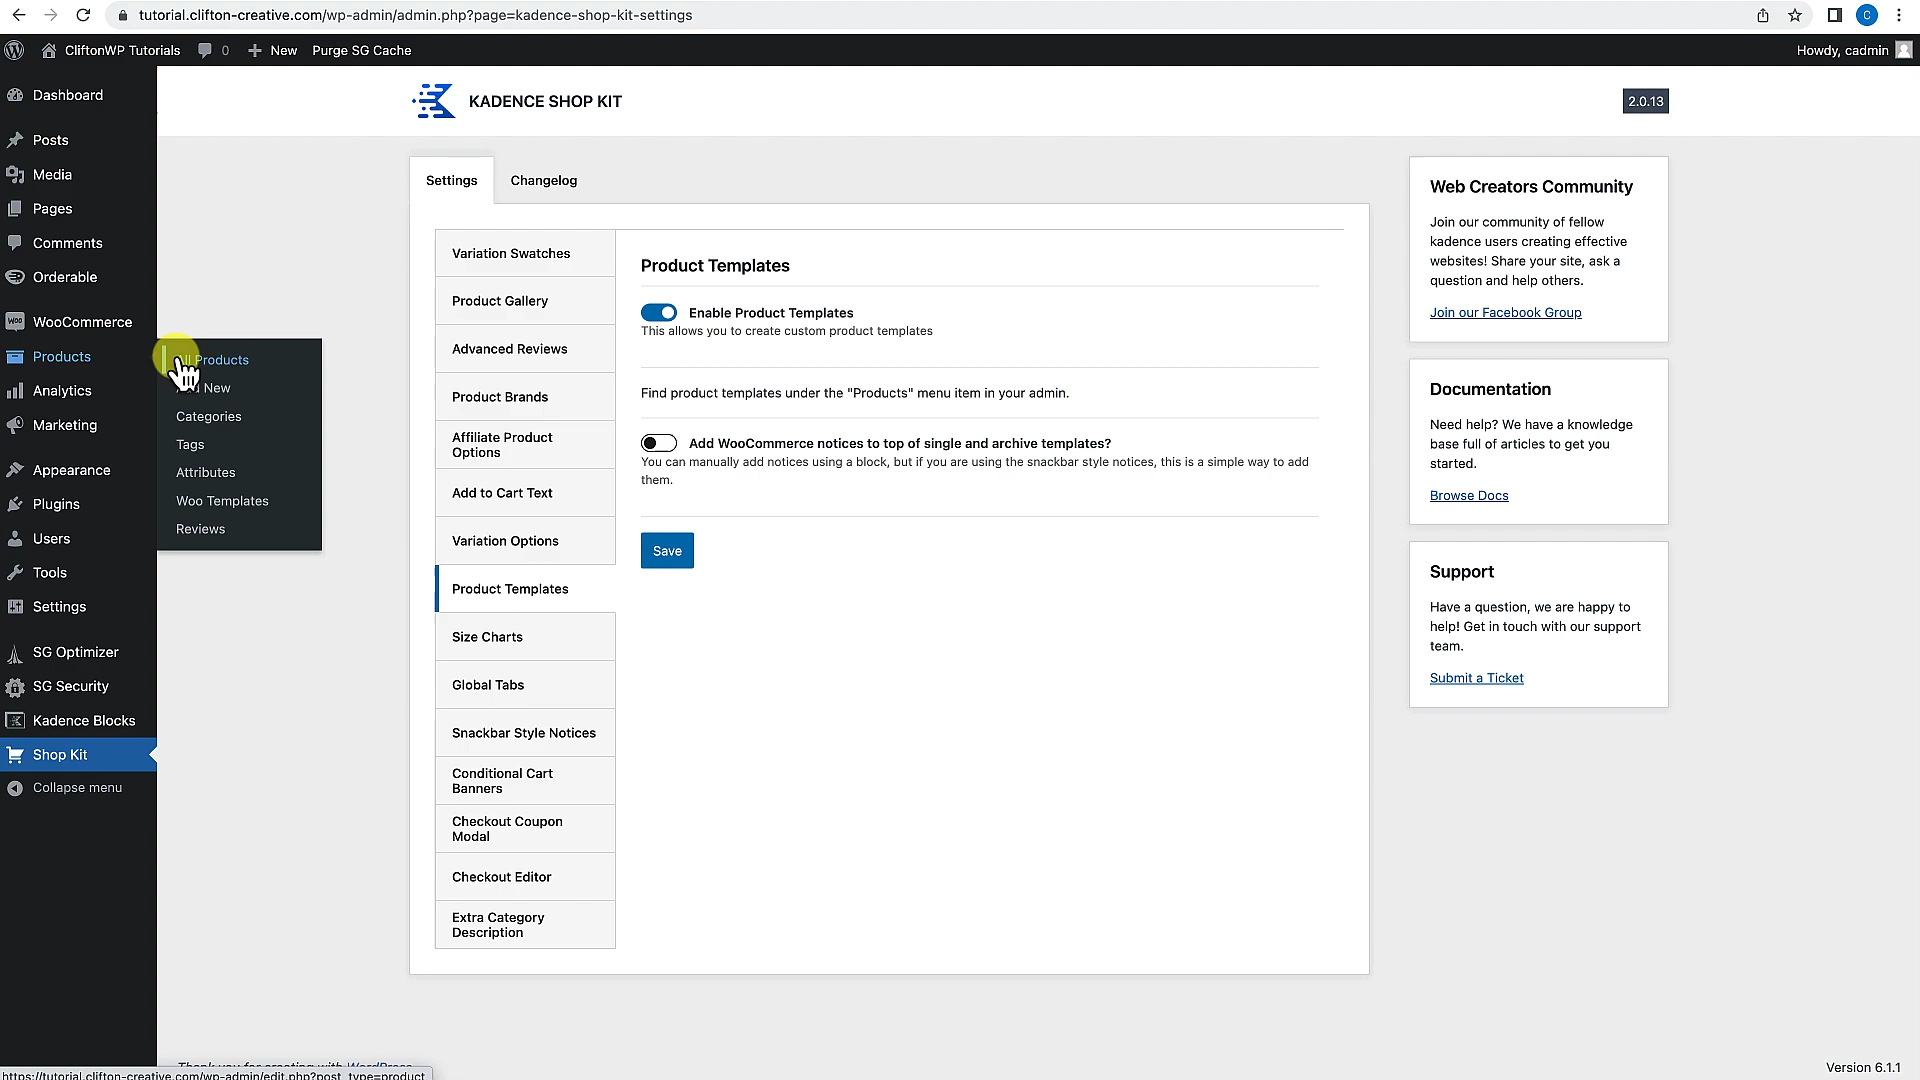 tutorial.clifton-creative.com/wp-admin/admin.php?page=kadence-shop-kit-settings
C
CliftonWP Tutorials
0
New
Purge SG Cache
Howdy, cadmin
Dashboard
Posts
Media
Pages
Comments
Orderable
WooCommerce
Products
Analytics
Marketing
Appearance
Plugins
Users
Tools
Settings
SG Optimizer
SG Security
Kadence Blocks
Shop Kit
Collapse menu
All Products
Add New
Categories
Tags
Attributes
Woo Templates
Reviews
KADENCE SHOP KIT
2.0.13
Settings
Changelog
Variation Swatches
Product Gallery
Advanced Reviews
Product Brands
Affiliate Product
Options
Add to Cart Text
Variation Options
Product Templates
Size Charts
Global Tabs
Snackbar Style Notices
Conditional Cart
Banners
Checkout Coupon
Modal
Checkout Editor
Extra Category
Description
Product Templates
Enable Product Templates
This allows you to create custom product templates
Find product templates under the "Products" menu item in your admin.
Add WooCommerce notices to top of single and archive templates?
You can manually add notices using a block, but if you are using the snackbar style notices, this is a simple way to add
them.
Save
Web Creators Community
Join our community of fellow
kadence users creating effective
websites! Share your site, ask a
question and help others.
Join our Facebook Group
Documentation
Need help? We have a knowledge
base full of articles to get you
started.
Browse Docs
Support
Have a question, we are happy to
help! Get in touch with our support
team.
Submit a Ticket
Thank you for creating with WordPress.
Version 6.1.1
https://tutorial.clifton-creative.com/wp-admin/edit.php?post_type=product